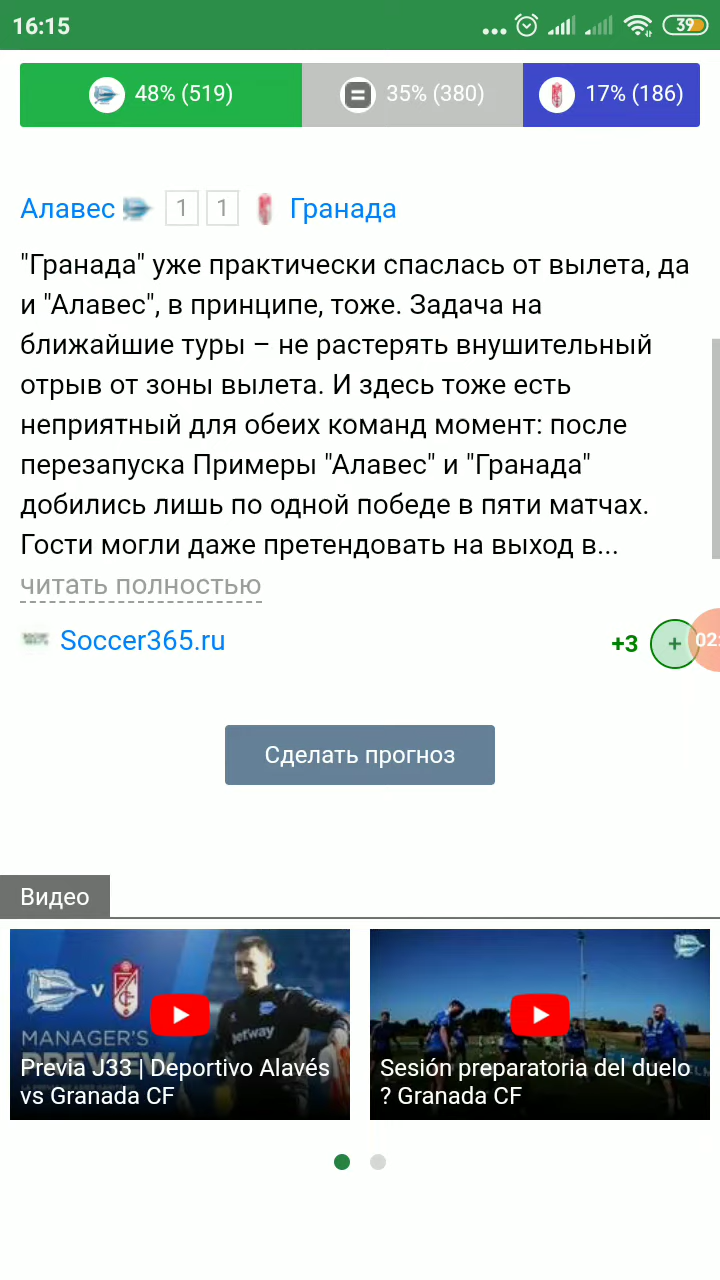 16:15
39
48% (519)
35% (380)
17% (186)
Алавес 1 1 Гранада
"Гранада" уже практически спаслась от вылета, да
и "Алавес", в принципе, тоже. Задача на
ближайшие туры – не растерять внушительный
отрыв от зоны вылета. И здесь тоже есть
неприятный для обеих команд момент: после
перезапуска Примеры "Алавес" и "Гранада"
добились лишь по одной победе в пяти матчах.
Гости могли даже претендовать на выход в...
читать полностью
Soccer365.ru
+3
+
02:
Сделать прогноз
Видео
V
MANAGER'S
PREVIEW
betway
Previa J33 | Deportivo Alavés
vs Granada CF
Sesión preparatoria del duelo
? Granada CF